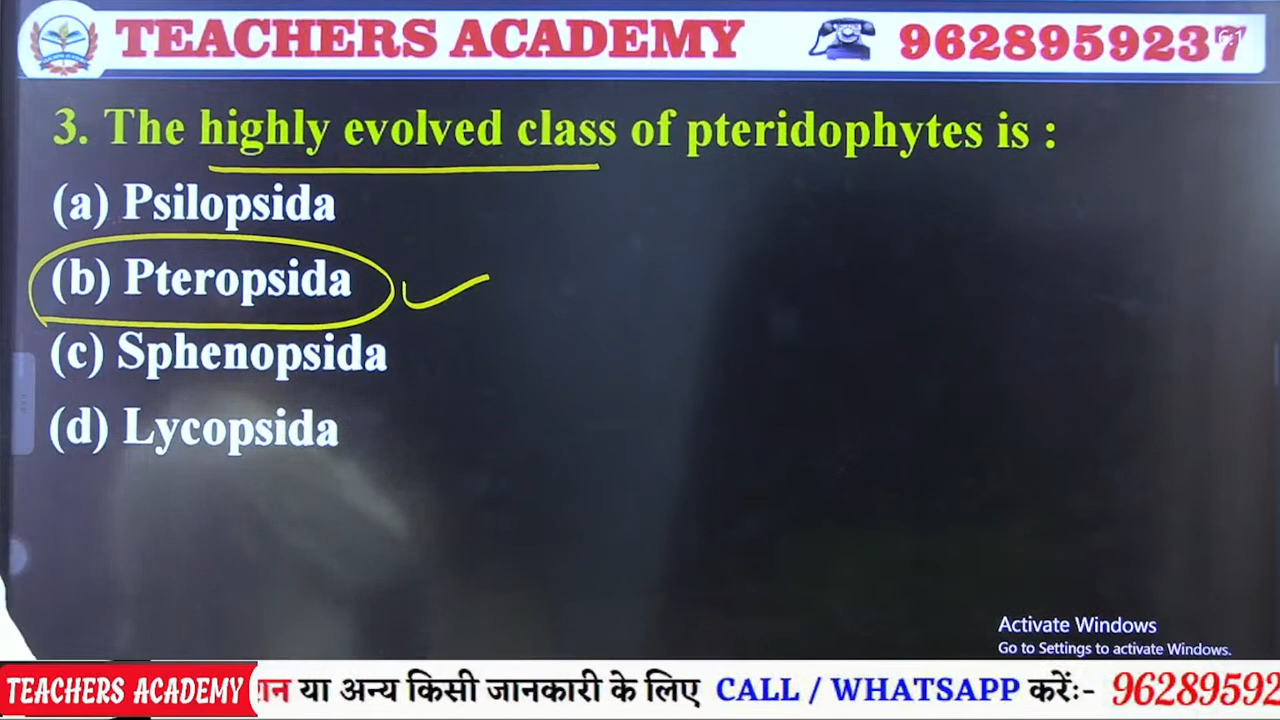 TEACHERS ACADEMY
9628959237
3. The highly evolved class of pteridophytes is :
(a) Psilopsida
(b) Pteropsida
(c) Sphenopsida
(d) Lycopsida
Activate Windows
Go to Settings to activate Windows.
TEACHERS ACADEMY
या अन्य किसी जानकारी के लिए CALL / WHATSAPP करेंः- 96289592